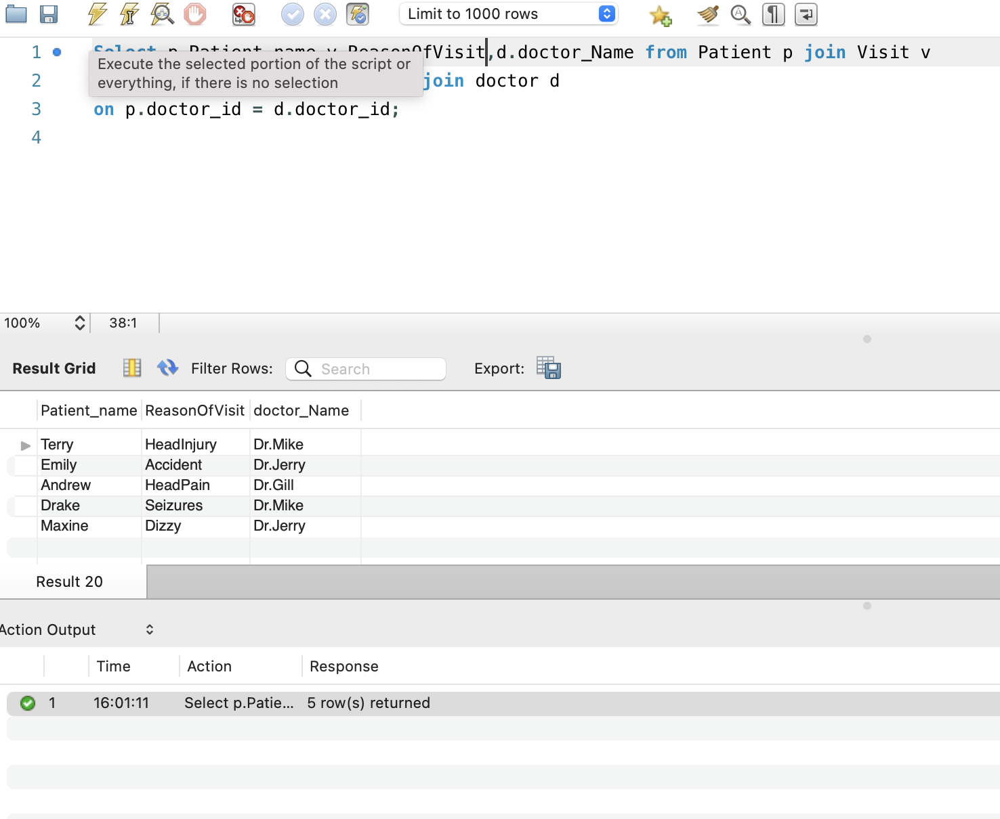 Limit to 1000 rows
1 Select p.Patient_name,v.ReasonOfVisit,d.doctor_Name from Patient p join Visit v
Execute the selected portion of the script or
everything, if there is no selection
2 join doctor d
3 on p.doctor_id = d.doctor_id;
4
100% 38:1
Result Grid Filter Rows: Search Export:
Patient_name ReasonOfVisit doctor_Name
Terry HeadInjury Dr.Mike
Emily Accident Dr.Jerry
Andrew HeadPain Dr.Gill
Drake Seizures Dr.Mike
Maxine Dizzy Dr.Jerry
Result 20
Action Output
Time Action Response
1 16:01:11 Select p.Patie... 5 row(s) returned